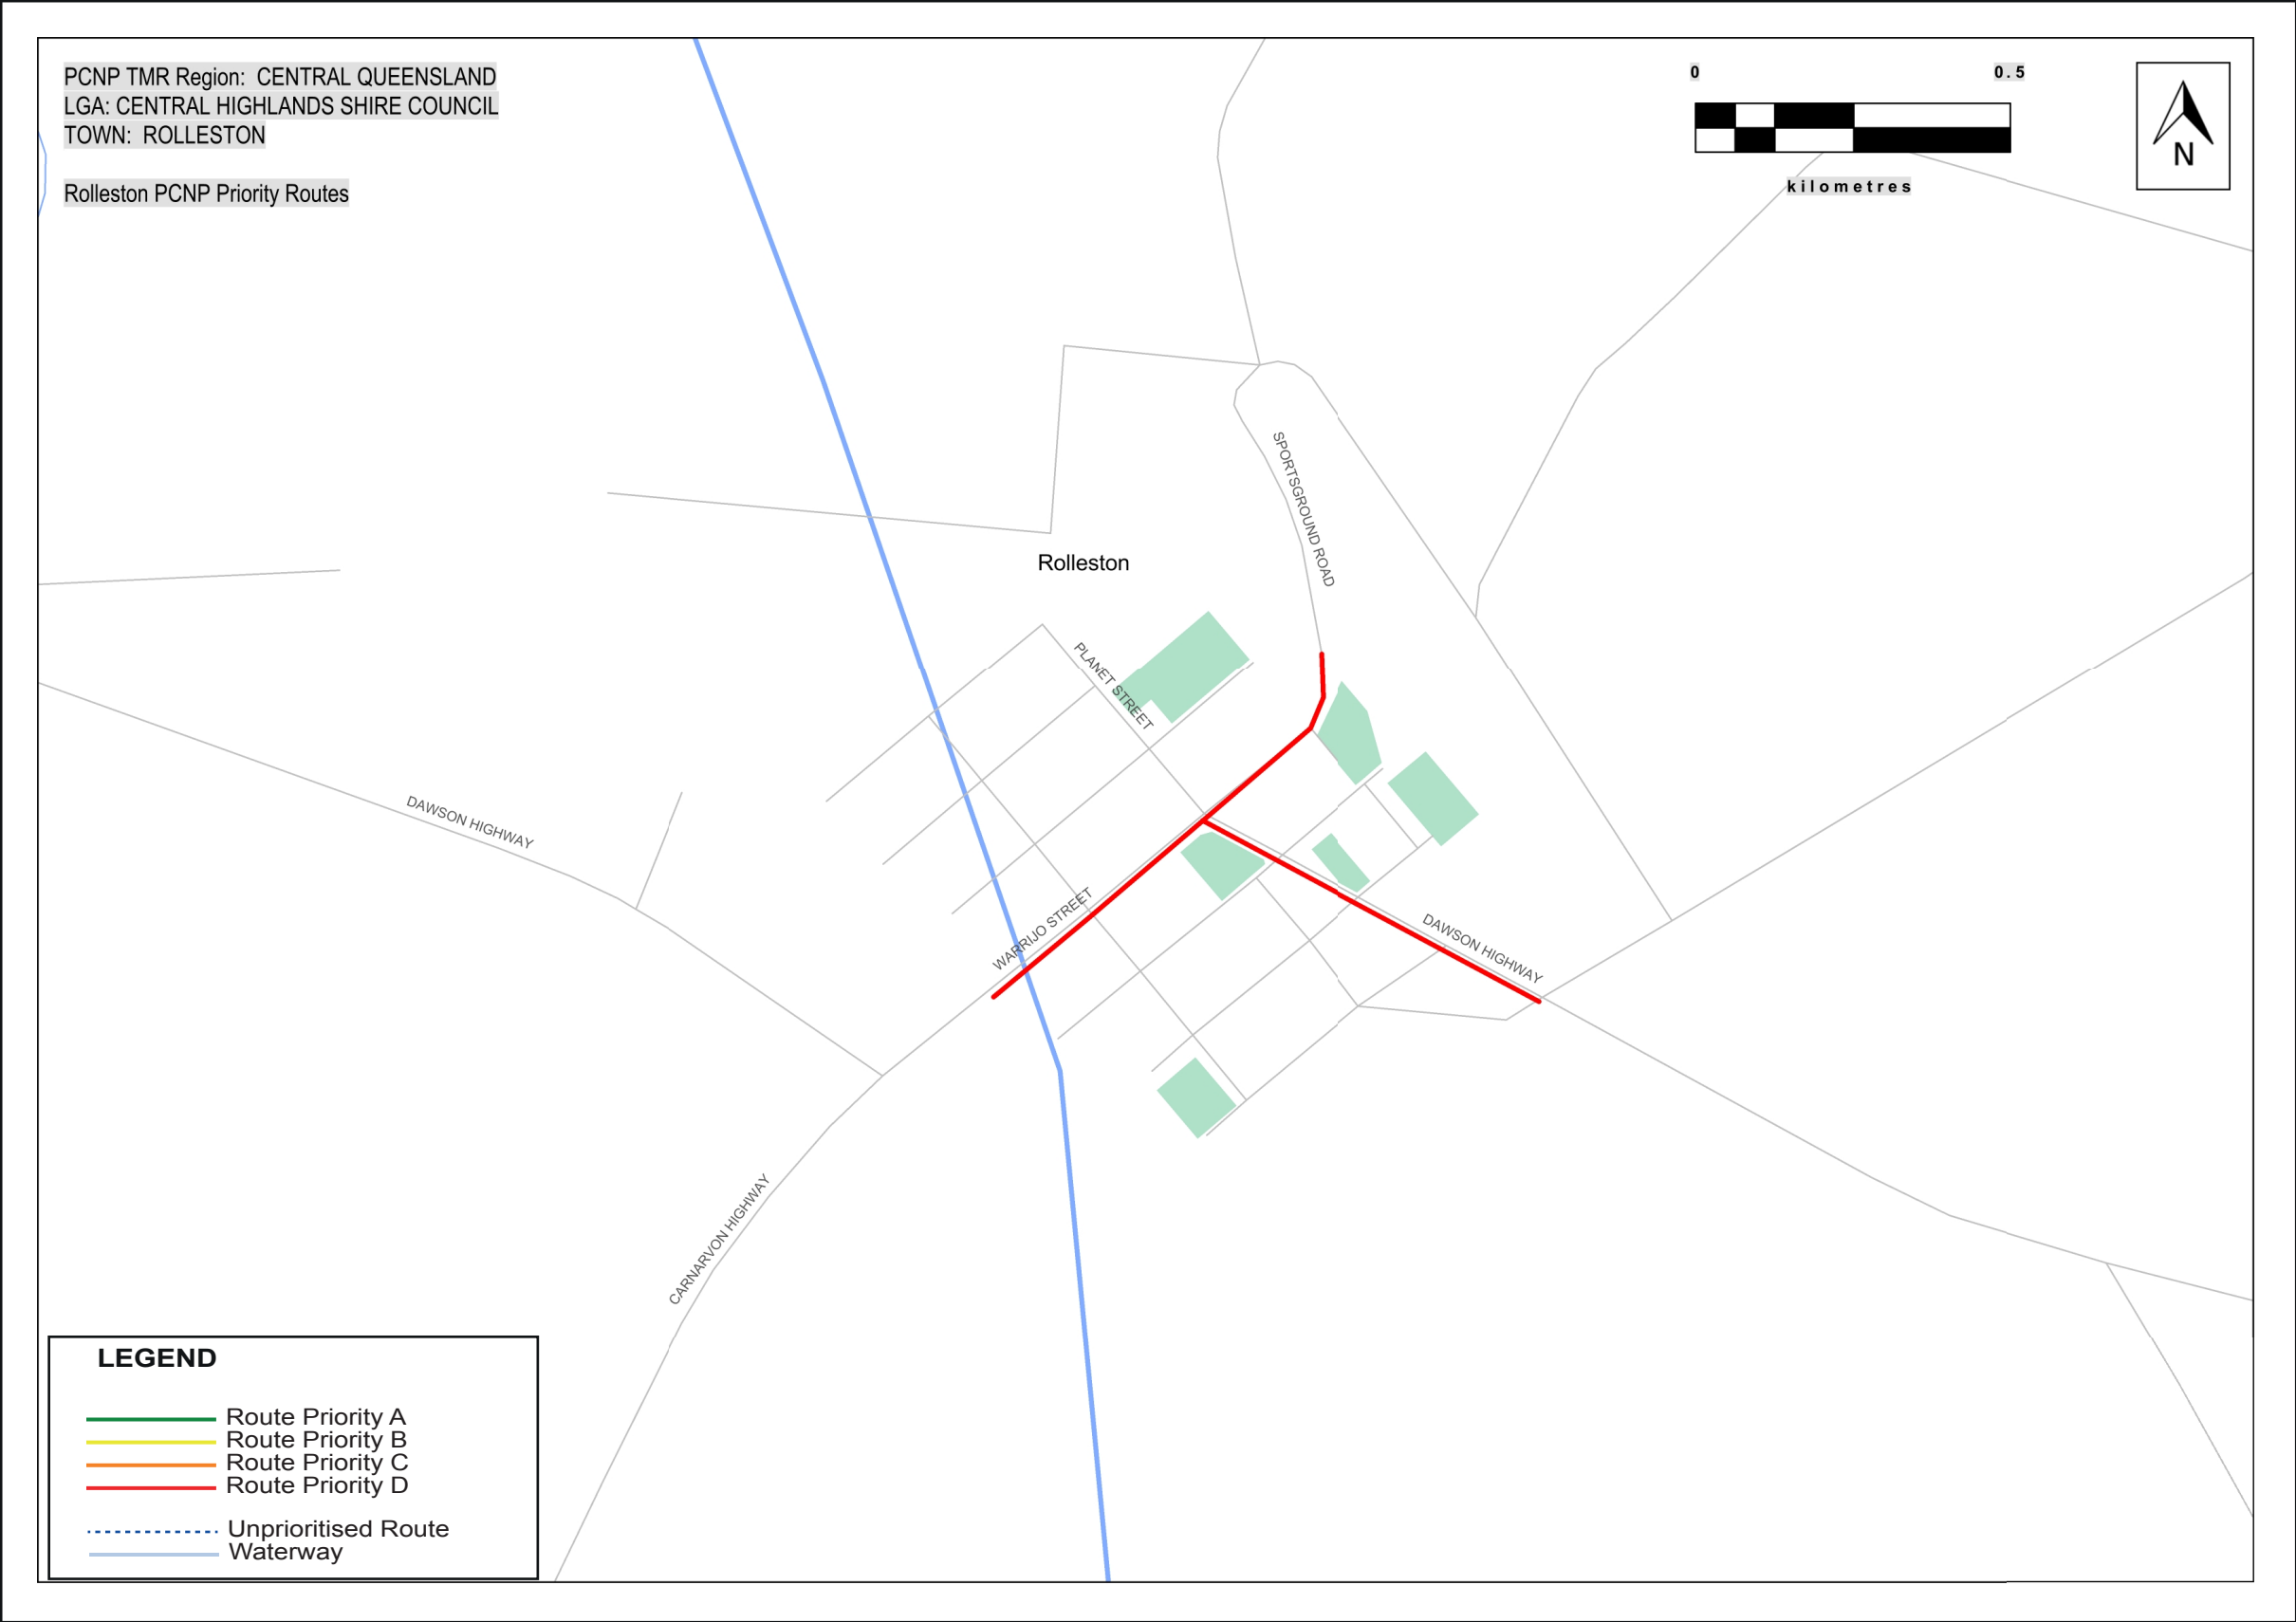 PCNP TMR Region: CENTRAL QUEENSLAND
LGA: CENTRAL HIGHLANDS SHIRE COUNCIL
TOWN: ROLLESTON
Rolleston PCNP Priority Routes
0 0.5
kilometres
N
SPORTSGROUND ROAD
Rolleston
PLANET STREET
DAWSON HIGHWAY
WARRIJO STREET
DAWSON HIGHWAY
CARNARVON HIGHWAY
LEGEND
Route Priority A
Route Priority B
Route Priority C
Route Priority D
Unprioritised Route
Waterway